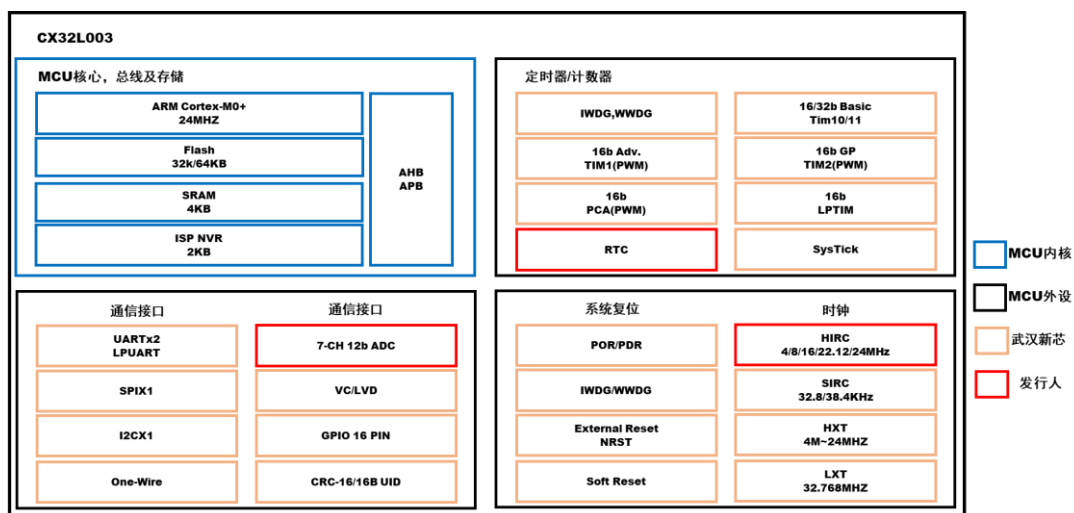 CX32L003
MCU核心，总线及存储
ARM Cortex-M0+
24MHZ
Flash
32k/64KB
SRAM
4KB
ISP NVR
2KB
AHB
APB
定时器/计数器
IWDG,WWDG
16/32b Basic
Tim10/11
16b Adv.
TIM1(PWM)
16b GP
TIM2(PWM)
16b
PCA(PWM)
16b
LPTIM
RTC
SysTick
通信接口
通信接口
UARTx2
LPUART
7-CH 12b ADC
SPIX1
VC/LVD
I2CX1
GPIO 16 PIN
One-Wire
CRC-16/16B UID
系统复位
时钟
POR/PDR
HIRC
4/8/16/22.12/24MHz
IWDG/WWDG
SIRC
32.8/38.4KHz
External Reset
NRST
HXT
4M~24MHZ
Soft Reset
LXT
32.768MHZ
MCU内核
MCU外设
武汉新芯
发行人